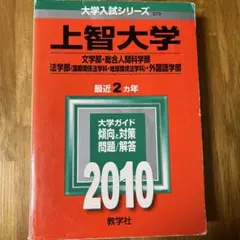 大学入試シリーズ
上智大学
文学部・総合人間科学部
法学部(国際関係法学科・地球環境法学科)・外国語学部
最近2カ年
大学ガイド
傾向と対策
問題/解答
2010
教学社